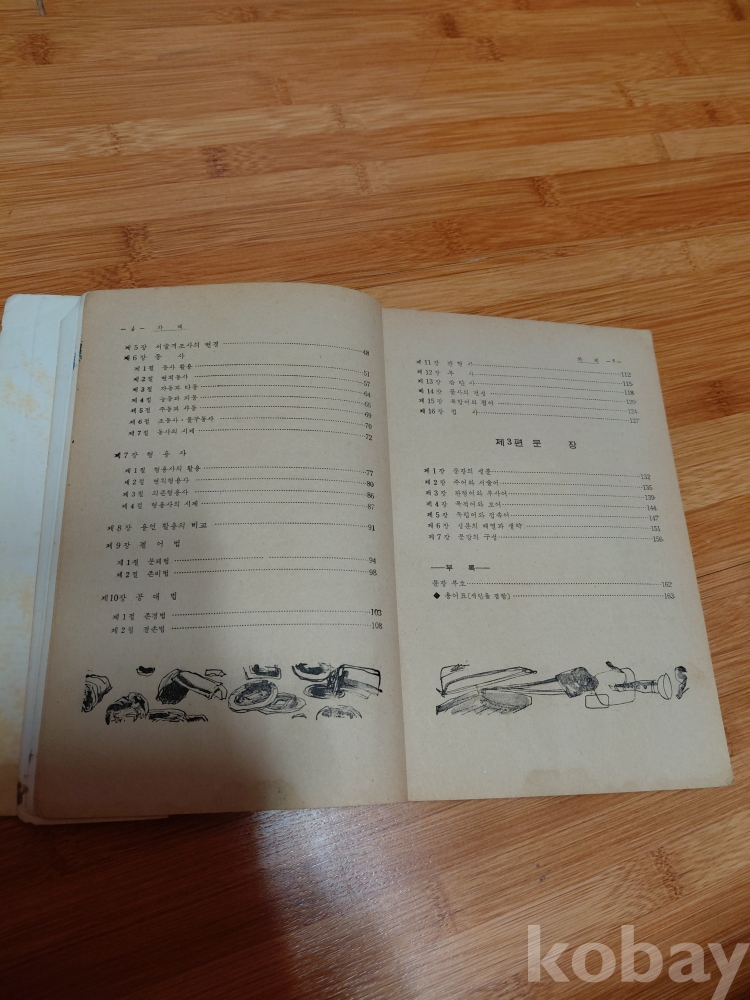 — 4 — 차 례
제5장 서술격조사의 변경 48
제6장 동 사
제1절 동사 활용 51
제2절 변칙동사 57
제3절 자동과 타동 64
제4절 능동과 피동 66
제5절 주동과 사동 69
제6절 조동사·불구동사 70
제7절 동사의 시제 72
제7장 형 용 사
제1절 형용사의 활용 77
제2절 변칙형용사 80
제3절 의존형용사 86
제4절 형용사의 시제 87
제8장 용언 활용의 비교 91
제9장 법
제1절 문체법 94
제2절 존비법 98
제10장 공 대 법
제1절 존경법 103
제2절 겸손법 108
차 례 —5—
제11장 관 형 사 112
제12장 부 사 115
제13장 감 탄 사 118
제14장 품사의 전성 120
제15장 124
제16장 접 사 127
제3편 문 장
제1장 문장의 성분 132
제2장 주어와 서술어 135
제3장 관형어와 부사어 139
제4장 목적어와 보어 144
제5장 독립어와 접속어 147
제6장 성분의 배열과 생략 151
제7장 문장의 구성 156
——부 록——
문장 부호 162
◆ 용어표[색인을 겸함] 163
kobay